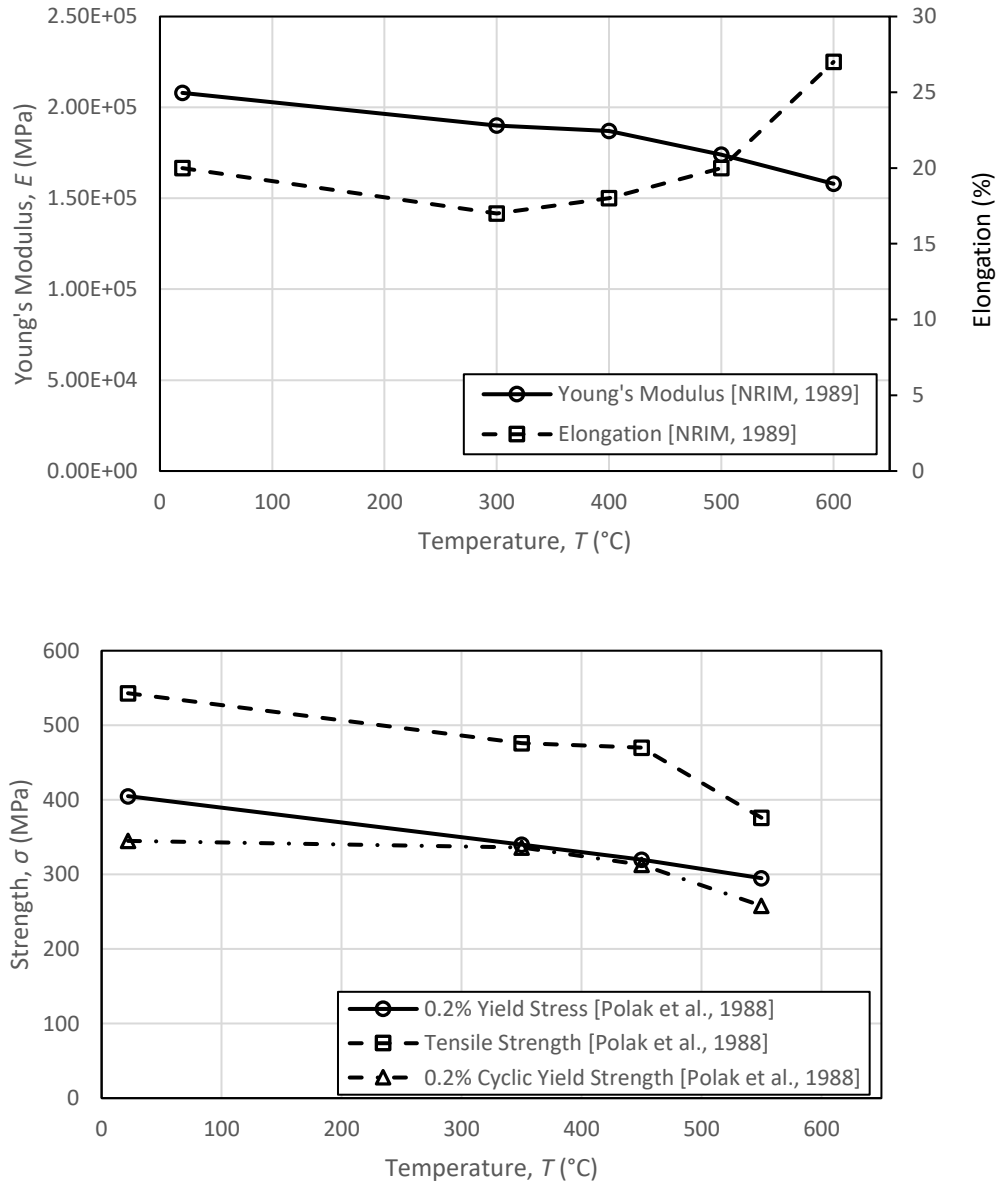 2.50E+05
2.00E+05
1.50E+05
1.00E+05
5.00E+04
0.00E+00
Young's Modulus, E (MPa)
30
25
20
15
10
5
0
Elongation (%)
Young's Modulus [NRIM, 1989]
Elongation [NRIM, 1989]
0 100 200 300 400 500 600
Temperature, T (°C)
600
500
400
300
200
100
0
Strength, σ (MPa)
0.2% Yield Stress [Polak et al., 1988]
Tensile Strength [Polak et al., 1988]
0.2% Cyclic Yield Strength [Polak et al., 1988]
0 100 200 300 400 500 600
Temperature, T (°C)